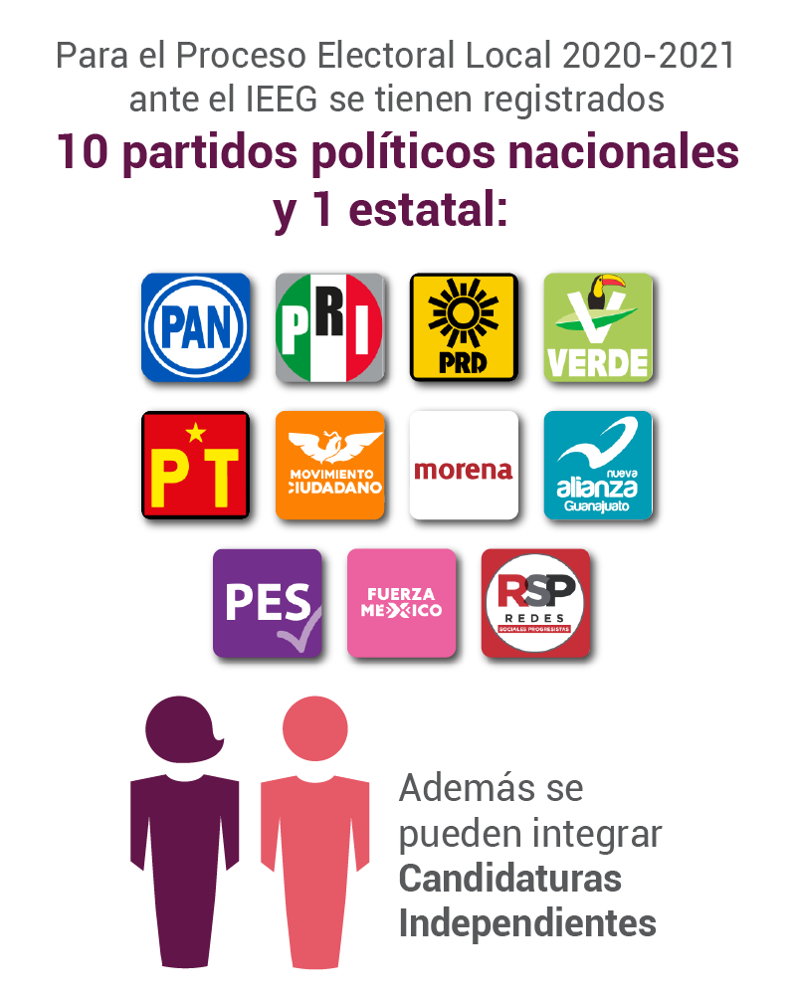 Para el Proceso Electoral Local 2020-2021
ante el IEEG se tienen registrados
10 partidos políticos nacionales
y 1 estatal:
PAN
PRI
PRD
V
VERDE
PT
MOVIMIENTO
CIUDADANO
morena
nueva
alianza
Guanajuato
PES
FUERZA
MEXICO
RSP
REDES
SOCIALES PROGRESISTAS
Además se
pueden integrar
Candidaturas
Independientes